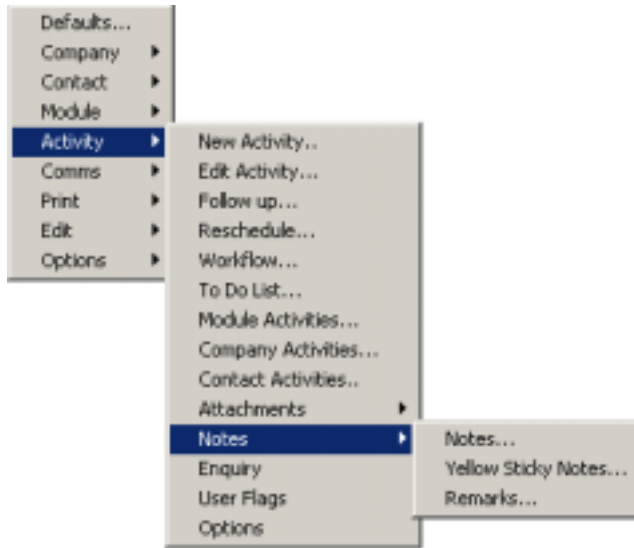 Defaults...
Company
Contact
Module
Activity
Comms
Print
Edit
Options
New Activity..
Edit Activity...
Follow up...
Reschedule...
Workflow...
To Do List...
Module Activities...
Company Activities...
Contact Activities..
Attachments
Notes
Enquiry
User Flags
Options
Notes...
Yellow Sticky Notes...
Remarks...